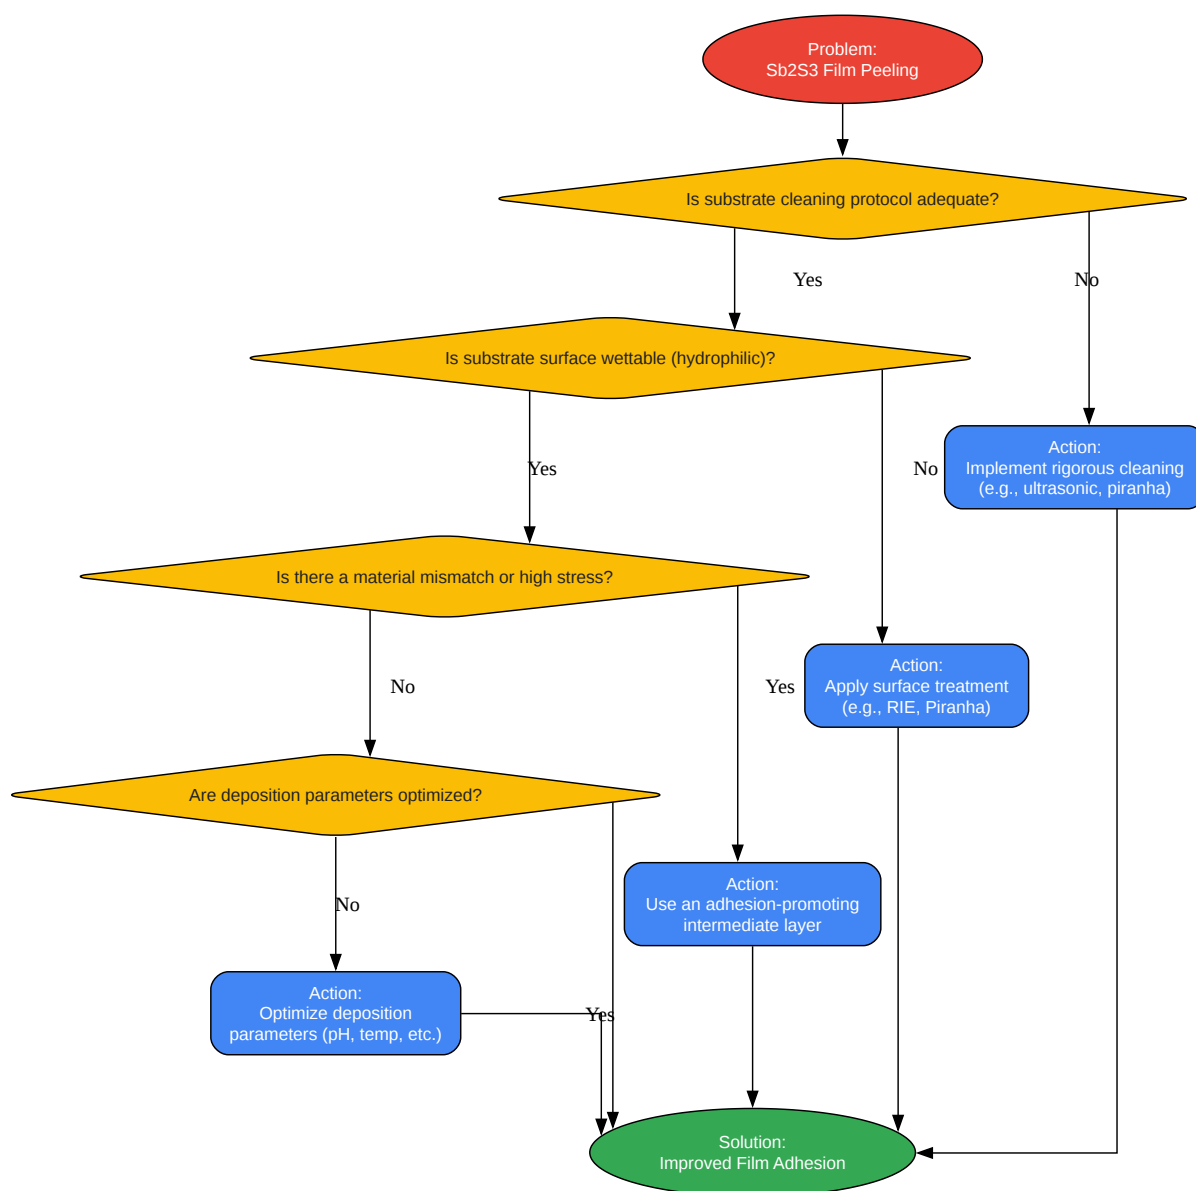 Problem:
Sb2S3 Film Peeling
Is substrate cleaning protocol adequate?
Yes
No
Is substrate surface wettable (hydrophilic)?
Action:
Implement rigorous cleaning
(e.g., ultrasonic, piranha)
Yes
No
Is there a material mismatch or high stress?
Action:
Apply surface treatment
(e.g., RIE, Piranha)
No
Yes
Are deposition parameters optimized?
Action:
Use an adhesion-promoting
intermediate layer
No
Action:
Optimize deposition
parameters (pH, temp, etc.)
Yes
Solution:
Improved Film Adhesion